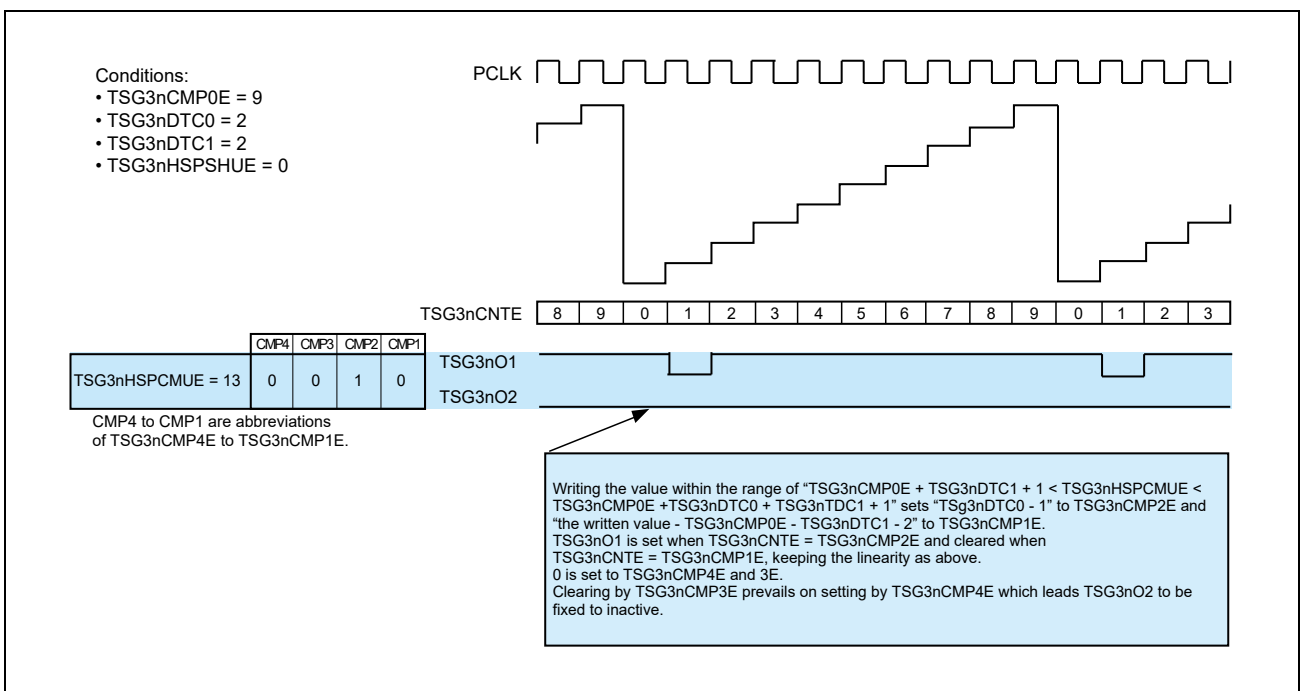 Conditions:
• TSG3nCMP0E = 9
• TSG3nDTC0 = 2
• TSG3nDTC1 = 2
• TSG3nHSPSHUE = 0
PCLK
TSG3nCNTE 8 9 0 1 2 3 4 5 6 7 8 9 0 1 2 3
CMP4 CMP3 CMP2 CMP1
TSG3nHSPCMUE = 13 0 0 1 0
TSG3nO1
TSG3nO2
CMP4 to CMP1 are abbreviations
of TSG3nCMP4E to TSG3nCMP1E.
Writing the value within the range of “TSG3nCMP0E + TSG3nDTC1 + 1 < TSG3nHSPCMUE <
TSG3nCMP0E +TSG3nDTC0 + TSG3nTDC1 + 1” sets “TSg3nDTC0 - 1” to TSG3nCMP2E and
“the written value - TSG3nCMP0E - TSG3nDTC1 - 2” to TSG3nCMP1E.
TSG3nO1 is set when TSG3nCNTE = TSG3nCMP2E and cleared when
TSG3nCNTE = TSG3nCMP1E, keeping the linearity as above.
0 is set to TSG3nCMP4E and 3E.
Clearing by TSG3nCMP3E prevails on setting by TSG3nCMP4E which leads TSG3nO2 to be
fixed to inactive.